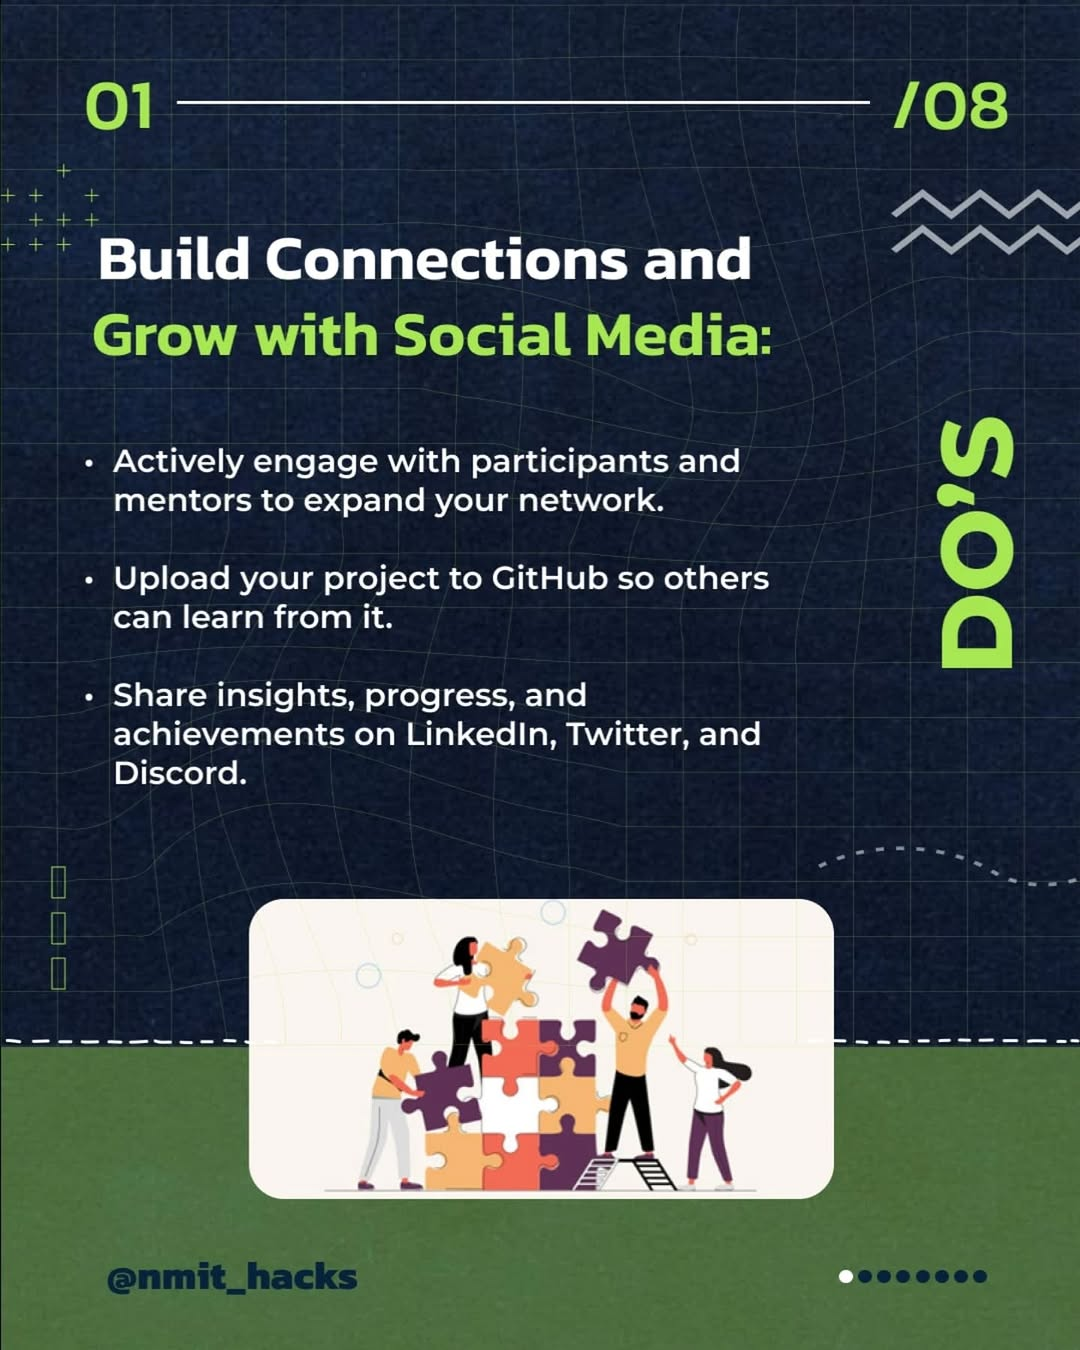 01 /08
Build Connections and
Grow with Social Media:
• Actively engage with participants and
mentors to expand your network.
• Upload your project to GitHub so others
can learn from it.
• Share insights, progress, and
achievements on LinkedIn, Twitter, and
Discord.
DO'S
@nmit_hacks